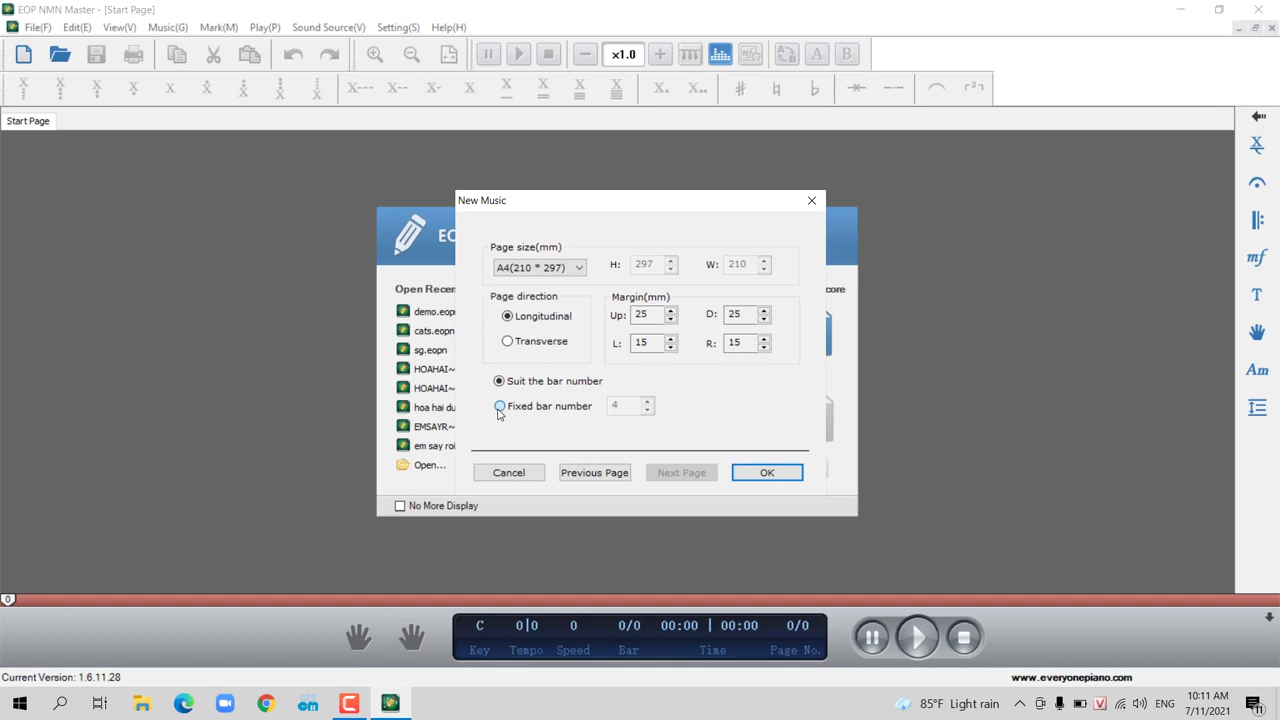 EOP NMN Master - [Start Page]
File(F) Edit(E) View(V) Music(G) Mark(M) Play(P) Sound Source(V) Setting(S) Help(H)
x1.0
A B
Start Page
New Music
Page size(mm)
A4(210 * 297) H: 297 W: 210
Page direction
Longitudinal
Transverse
Margin(mm)
Up: 25 D: 25
L: 15 R: 15
Suit the bar number
Fixed bar number 4
Cancel Previous Page Next Page OK
EO
Open Recen
demo.eopn
cats.eopn
sg.eopn
HOAHAI~
HOAHAI~
hoa hai du
EMSAYR~
em say roi
Open...
core
No More Display
mf
T
Am
0
C 0|0 0 0/0 00:00 | 00:00 0/0
Key Tempo Speed Bar Time Page No.
Current Version: 1.6.11.28
www.everyonepiano.com
85°F Light rain
ENG
10:11 AM
7/11/2021
11